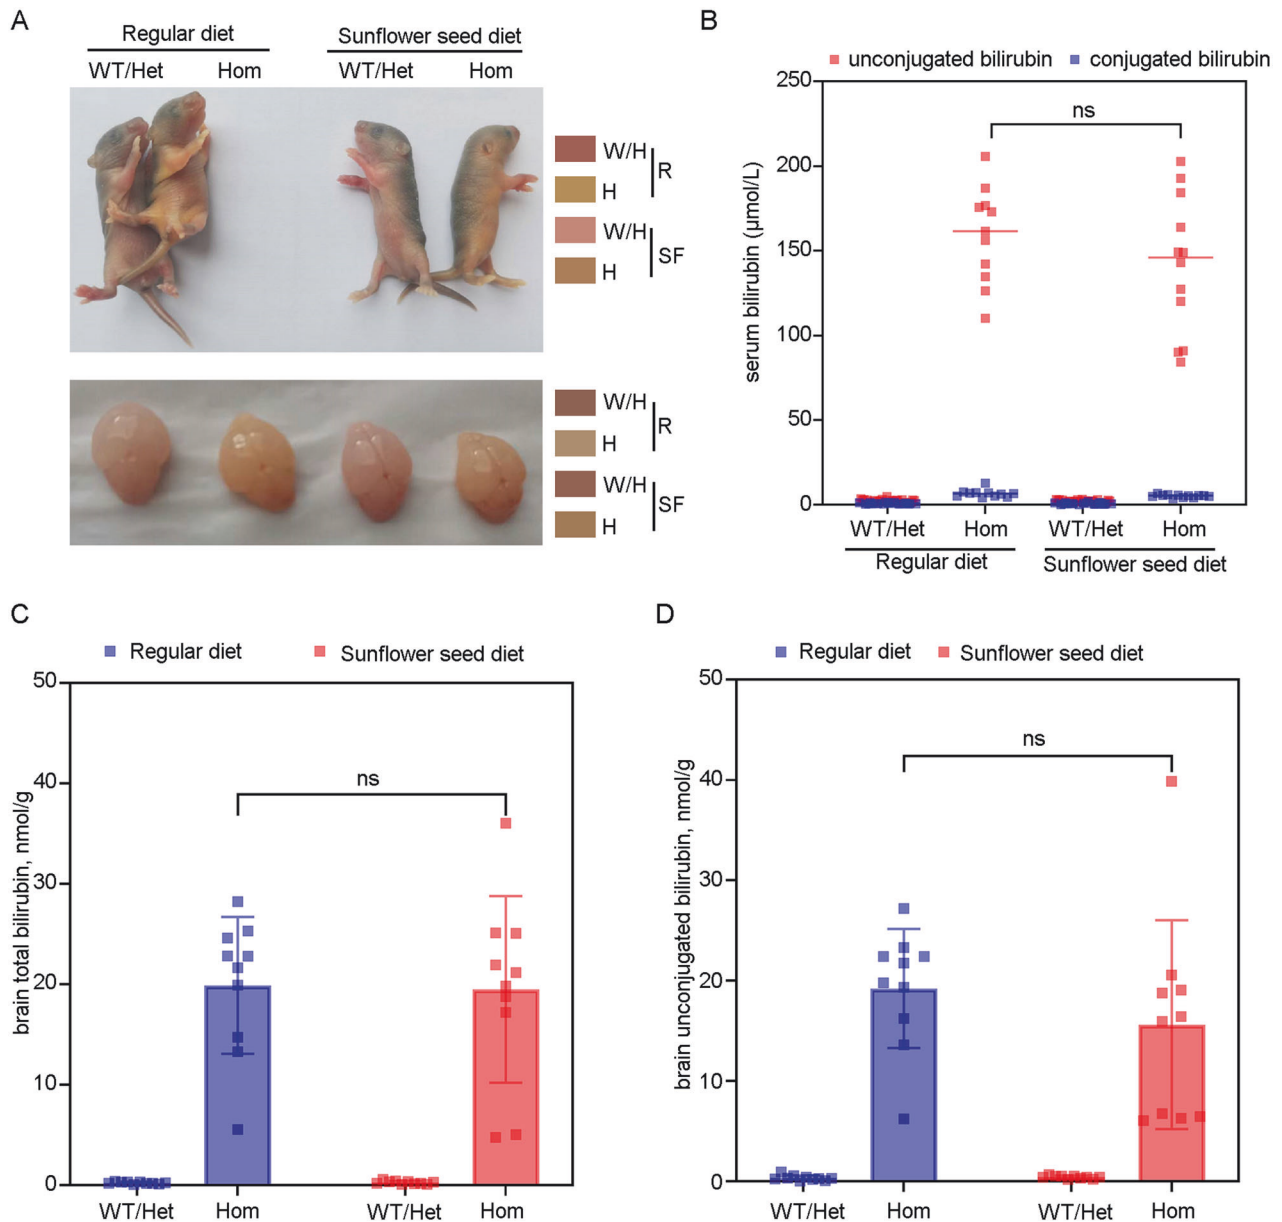 A
Regular diet
Sunflower seed diet
WT/Het
Hom
WT/Het
Hom
W/H
R
H
W/H
SF
H
W/H
R
H
W/H
SF
H
B
unconjugated bilirubin
conjugated bilirubin
250
ns
200
150
100
50
0
serum bilirubin (µmol/L)
WT/Het
Hom
WT/Het
Hom
Regular diet
Sunflower seed diet
C
Regular diet
Sunflower seed diet
50
40
ns
30
20
10
0
brain total bilirubin, nmol/g
WT/Het
Hom
WT/Het
Hom
D
Regular diet
Sunflower seed diet
50
ns
40
30
20
10
0
brain unconjugated bilirubin, nmol/g
WT/Het
Hom
WT/Het
Hom